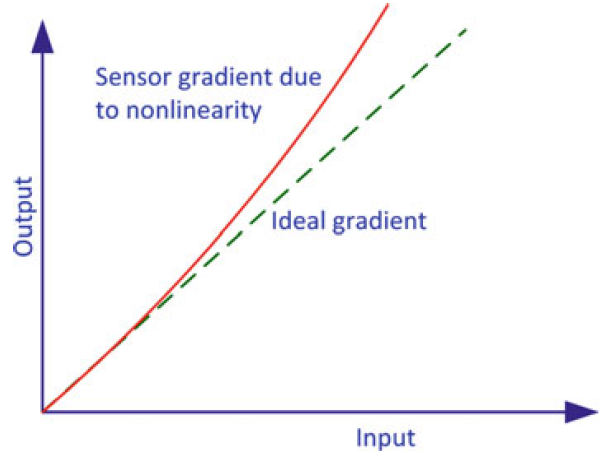 Sensor gradient due
to nonlinearity
Output
Ideal gradient
Input